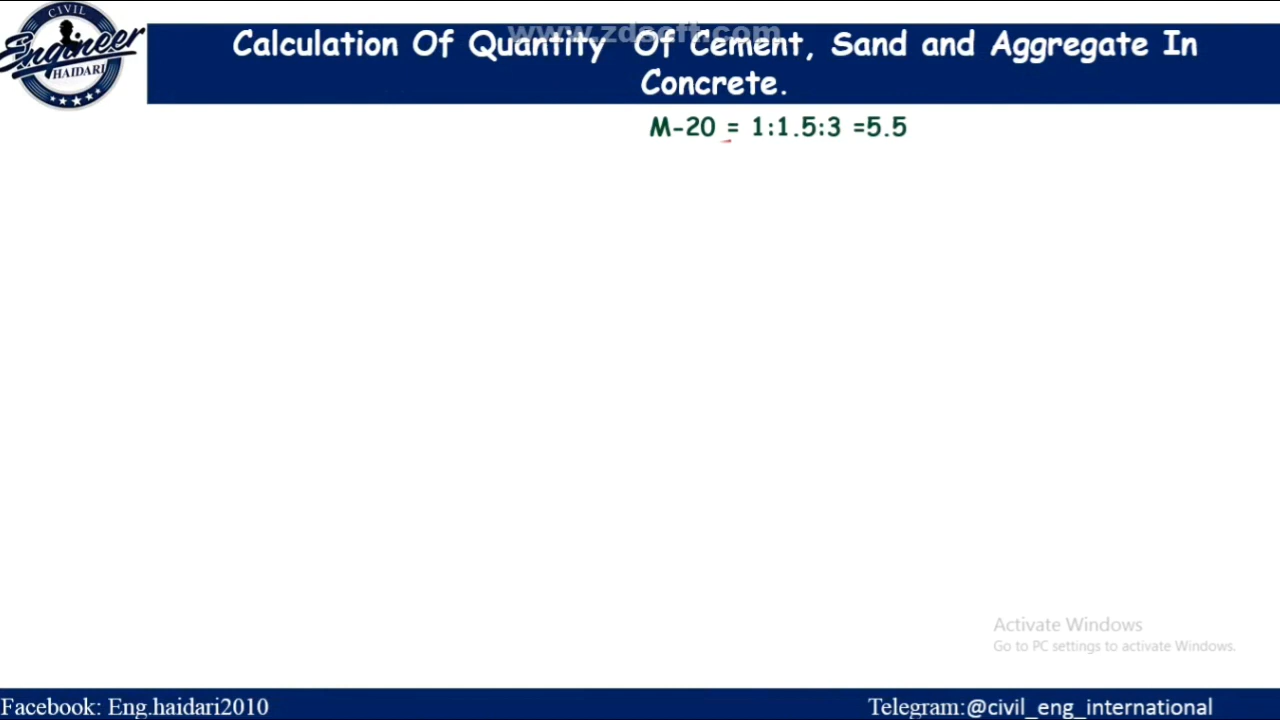 CIVIL
Engineer
HAIDARI
www.zdsoft.com
Calculation Of Quantity Of Cement, Sand and Aggregate In
Concrete.
M-20 = 1:1.5:3 =5.5
Activate Windows
Go to PC settings to activate Windows.
Facebook: Eng.haidari2010
Telegram:@civil_eng_international